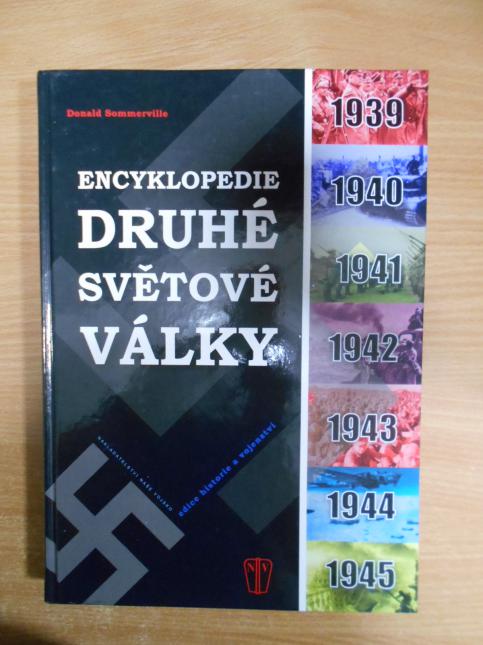 Donald Sommerville
ENCYKLOPEDIE
DRUHÉ
SVĚTOVÉ
VÁLKY
NAKLADATELSTVÍ NAŠE VOJSKO
edice historie a vojenství
N V
1939
1940
1941
1942
1943
1944
1945